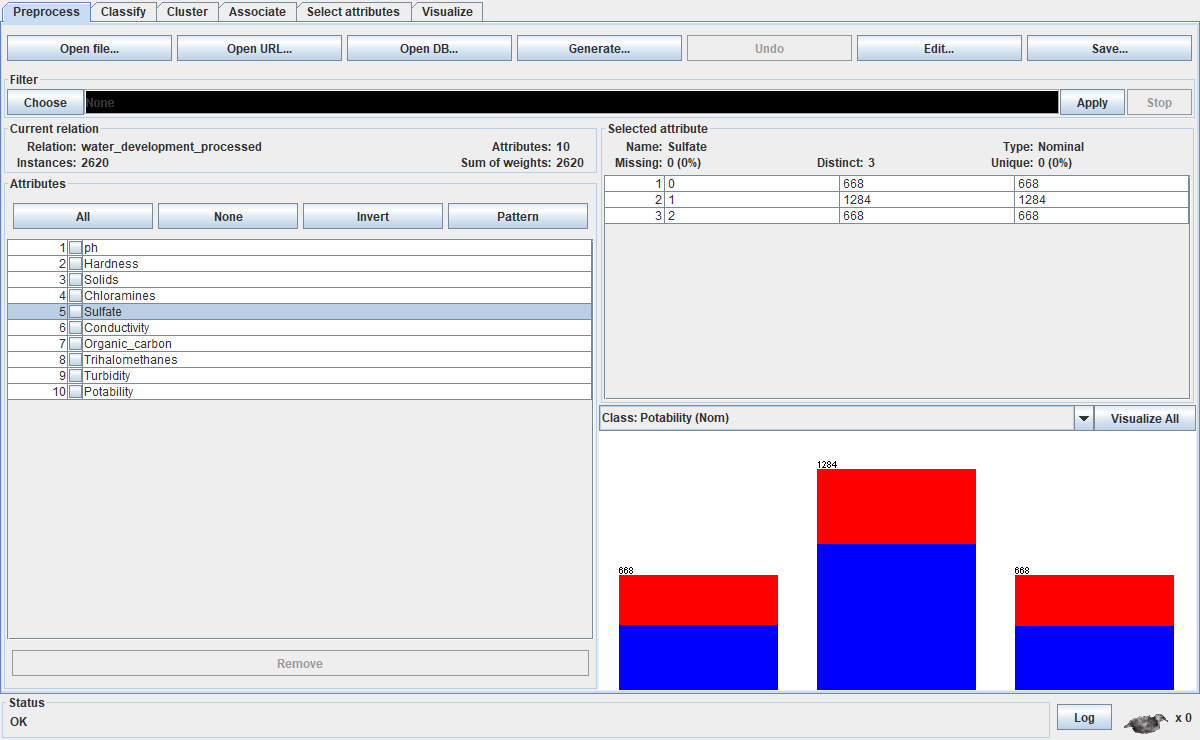 Preprocess Classify Cluster Associate Select attributes Visualize
Open file... Open URL... Open DB... Generate... Undo Edit... Save...
Filter
Choose None Apply Stop
Current relation
Relation: water_development_processed Attributes: 10
Instances: 2620 Sum of weights: 2620
Attributes
All None Invert Pattern
1 ph
2 Hardness
3 Solids
4 Chloramines
5 Sulfate
6 Conductivity
7 Organic_carbon
8 Trihalomethanes
9 Turbidity
10 Potability
Remove
Selected attribute
Name: Sulfate Type: Nominal
Missing: 0 (0%) Distinct: 3 Unique: 0 (0%)
1 0 668 668
2 1 1284 1284
3 2 668 668
Class: Potability (Nom) Visualize All
668 1284 668
Status
OK
Log x 0